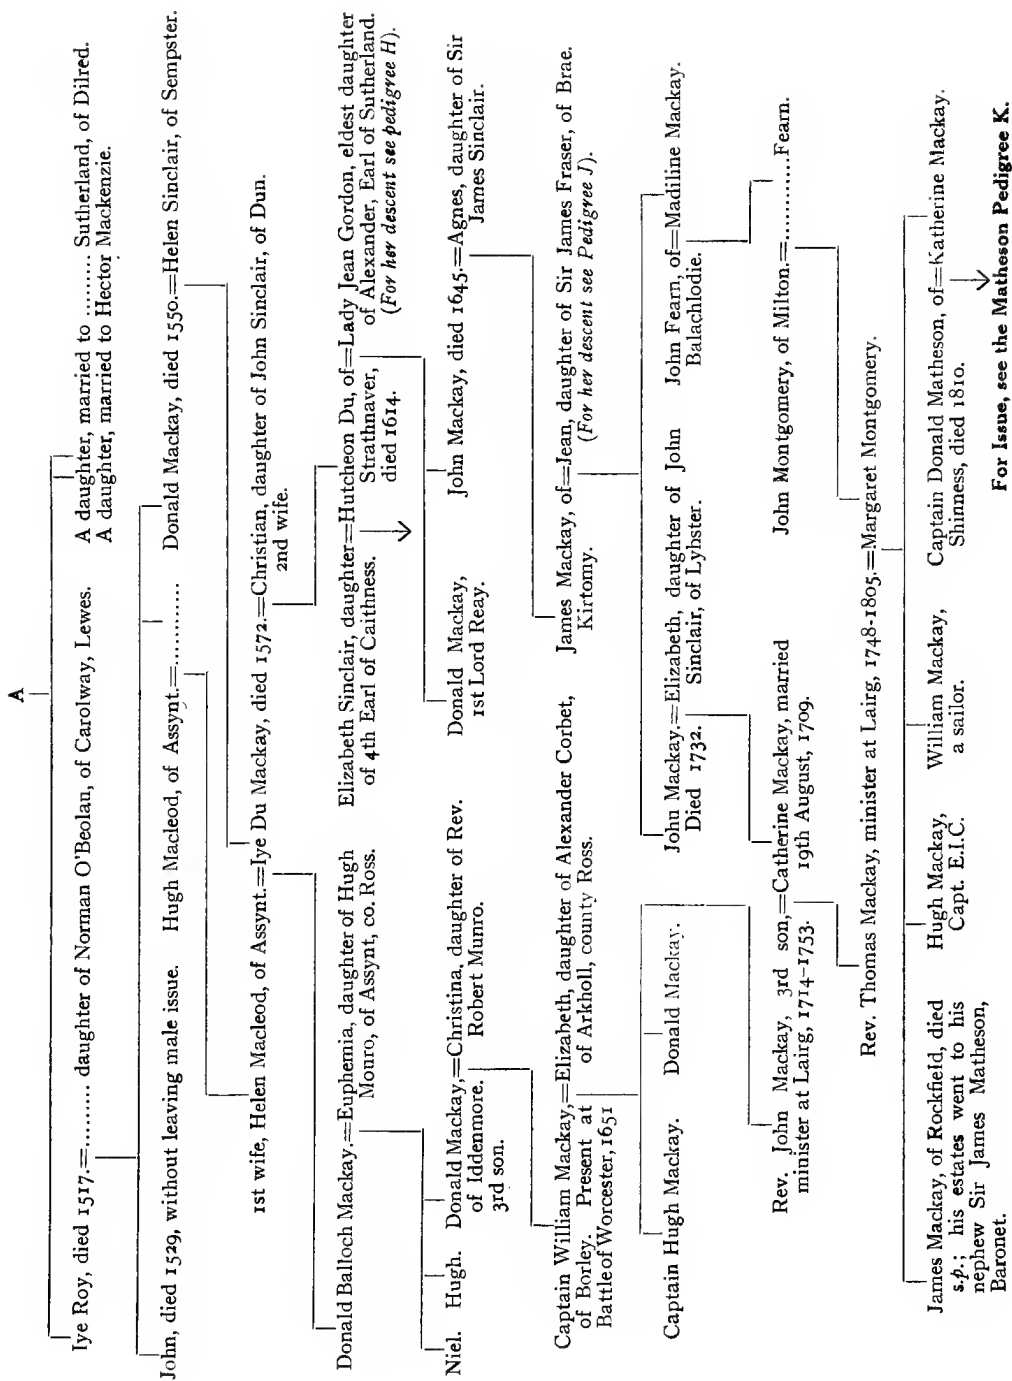 A
Iye Roy, died 1517.=.......... daughter of Norman O'Beolan, of Carolway, Lewes.
A daughter, married to ........ Sutherland, of Dilred.
A daughter, married to Hector Mackenzie.
John, died 1529, without leaving male issue.
Hugh Macleod, of Assynt.=............
Donald Mackay, died 1550.=Helen Sinclair, of Sempster.
1st wife, Helen Macleod, of Assynt.=Iye Du Mackay, died 1572.=Christian, daughter of John Sinclair, of Dun.
2nd wife.
Donald Balloch Mackay.=Euphemia, daughter of Hugh
Monro, of Assynt, co. Ross.
Elizabeth Sinclair, daughter=Hutcheon Du, of=Lady Jean Gordon, eldest daughter
of 4th Earl of Caithness.
Strathnaver,
died 1614.
of Alexander, Earl of Sutherland.
(For her descent see pedigree H).
Niel.
Hugh.
Donald Mackay,=Christina, daughter of Rev.
of Iddenmore.
3rd son.
Robert Munro.
Donald Mackay,
1st Lord Reay.
John Mackay, died 1645.=Agnes, daughter of Sir
James Sinclair.
Captain William Mackay,=Elizabeth, daughter of Alexander Corbet,
of Borley. Present at
Battle of Worcester, 1651
of Arkholl, county Ross.
James Mackay, of=Jean, daughter of Sir James Fraser, of Brae.
Kirtomy.
(For her descent see Pedigree J).
Captain Hugh Mackay.
Donald Mackay.
John Mackay.=Elizabeth, daughter of John
Died 1732.
Sinclair, of Lybster.
John Fearn, of=Madiline Mackay.
Balachlodie.
Rev. John Mackay, 3rd son,=Catherine Mackay, married
minister at Lairg, 1714-1753.
19th August, 1709.
John Montgomery, of Milton.=..........Fearn.
Rev. Thomas Mackay, minister at Lairg, 1748-1805.=Margaret Montgomery.
James Mackay, of Rockfield, died
s.p.; his estates went to his
nephew Sir James Matheson,
Baronet.
Hugh Mackay,
Capt. E.I.C.
William Mackay,
a sailor.
Captain Donald Matheson, of=Katherine Mackay.
Shinness, died 1810.
For Issue, see the Matheson Pedigree K.